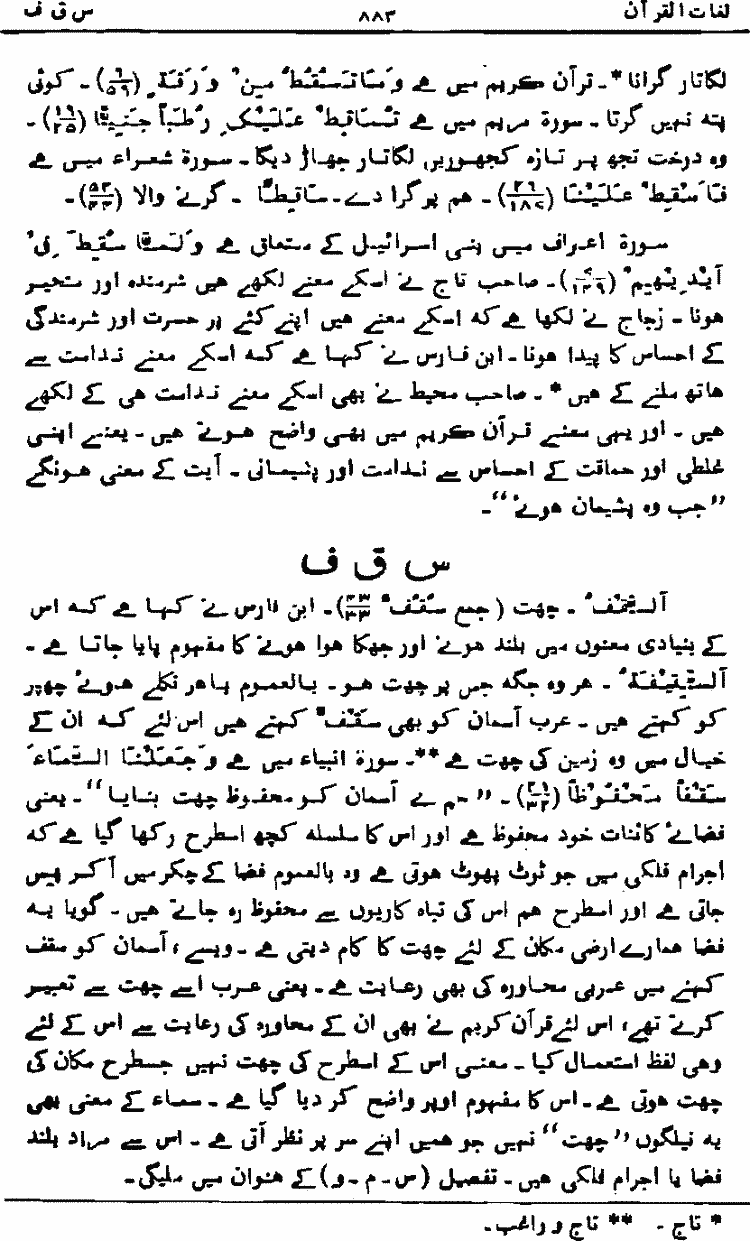 لغات القرآن ۸۸۳ س ق ف
لگاتار گرانا *۔ قرآن کریم میں ہے وَمَا تَسْقُطُ مِنْ وَّرَقَةٍ (۶/۵۹)۔ کوئی
پتہ نہیں گرتا۔ سورۃ مریم میں ہے تُسَاقِطْ عَلَيْكِ رُطَباً جَنِيّاً (۱۹/۲۵)۔
وہ درخت تجھ پر تازہ کھجوریں لگاتار جھاڑ دیگا۔ سورۃ شعراء میں ہے
فَاَسْقِطْ عَلَيْنَا (۲۶/۱۸۷)۔ ہم پر گرا دے۔ سَاقِطًا ۔ گرنے والا (۵۲/۴۴)۔
سورۃ اعراف میں بنی اسرائیل کے متعلق ہے وَلَمَّا سُقِطَ فِیْ
اَيْدِيْهِمْ (۷/۱۴۹)۔ صاحب تاج نے اسکے معنے لکھے ہیں شرمندہ اور متحیر
ہونا۔ زجاج نے لکھا ہے کہ اسکے معنے ہیں اپنے کئے پر حسرت اور شرمندگی
کے احساس کا پیدا ہونا۔ ابن فارس نے کہا ہے کہ اسکے معنے ندامت سے
ہاتھ ملنے کے ہیں *۔ صاحب محیط نے بھی اسکے معنے ندامت ہی کے لکھے
ہیں ۔ اور یہی معنے قرآن کریم میں بھی واضح ہوتے ہیں۔ یعنے اپنی
غلطی اور حماقت کے احساس سے ندامت اور پشیمانی۔ آیت کے معنی ہونگے
”جب وہ پشیمان ہوئے“۔
س ق ف
اَلسَّقْفُ ۔ چھت (جمع سُقُفٌ ۴۳/۳۳)۔ ابن فارس نے کہا ہے کہ اس
کے بنیادی معنوں میں بلند ہونے اور جھکا ہوا ہونے کا مفہوم پایا جاتا ہے۔
اَلسَّقِيْفَةُ ۔ ہر وہ جگہ جس پر چھت ہو۔ بالعموم باہر نکلے ہوئے چھپر
کو کہتے ہیں۔ عرب آسمان کو بھی سَقْفٌ کہتے ہیں اس لئے کہ ان کے
خیال میں وہ زمین کی چھت ہے **۔ سورۃ انبیاء میں ہے وَجَعَلْنَا السَّمَاءَ
سَقْفاً مَحْفُوْظاً (۲۱/۳۲)۔ ”ہم نے آسمان کو محفوظ چھت بنایا“۔ یعنی
فضائے کائنات خود محفوظ ہے اور اس کا سلسلہ کچھ اسطرح رکھا گیا ہے کہ
اجرام فلکی میں جو ٹوٹ پھوٹ ہوتی ہے وہ بالعموم فضا کے چکر میں آ کر پس
جاتی ہے اور اسطرح ہم اس کی تباہ کاریوں سے محفوظ رہ جاتے ہیں۔ گویا یہ
فضا ہمارے ارضی مکان کے لئے چھت کا کام دیتی ہے۔ ویسے، آسمان کو سقف
کہنے میں عربی محاورہ کی بھی رعایت ہے۔ یعنی عرب اسے چھت سے تعبیر
کرتے تھے، اس لئے قرآن کریم نے بھی ان کے محاورہ کی رعایت سے اس کے لئے
وہی لفظ استعمال کیا۔ معنی اس کے اسطرح کی چھت نہیں جسطرح مکان کی
چھت ہوتی ہے۔ اس کا مفہوم اوپر واضح کر دیا گیا ہے۔ سماء کے معنی بھی
یہ نیلگوں ”چھت“ نہیں جو ہمیں اپنے سر پر نظر آتی ہے۔ اس سے مراد بلند
فضا یا اجرام فلکی ہیں۔ تفصیل (س ۔ م ۔ و) کے عنوان میں ملیگی۔
* تاج ۔ ** تاج و راغب۔